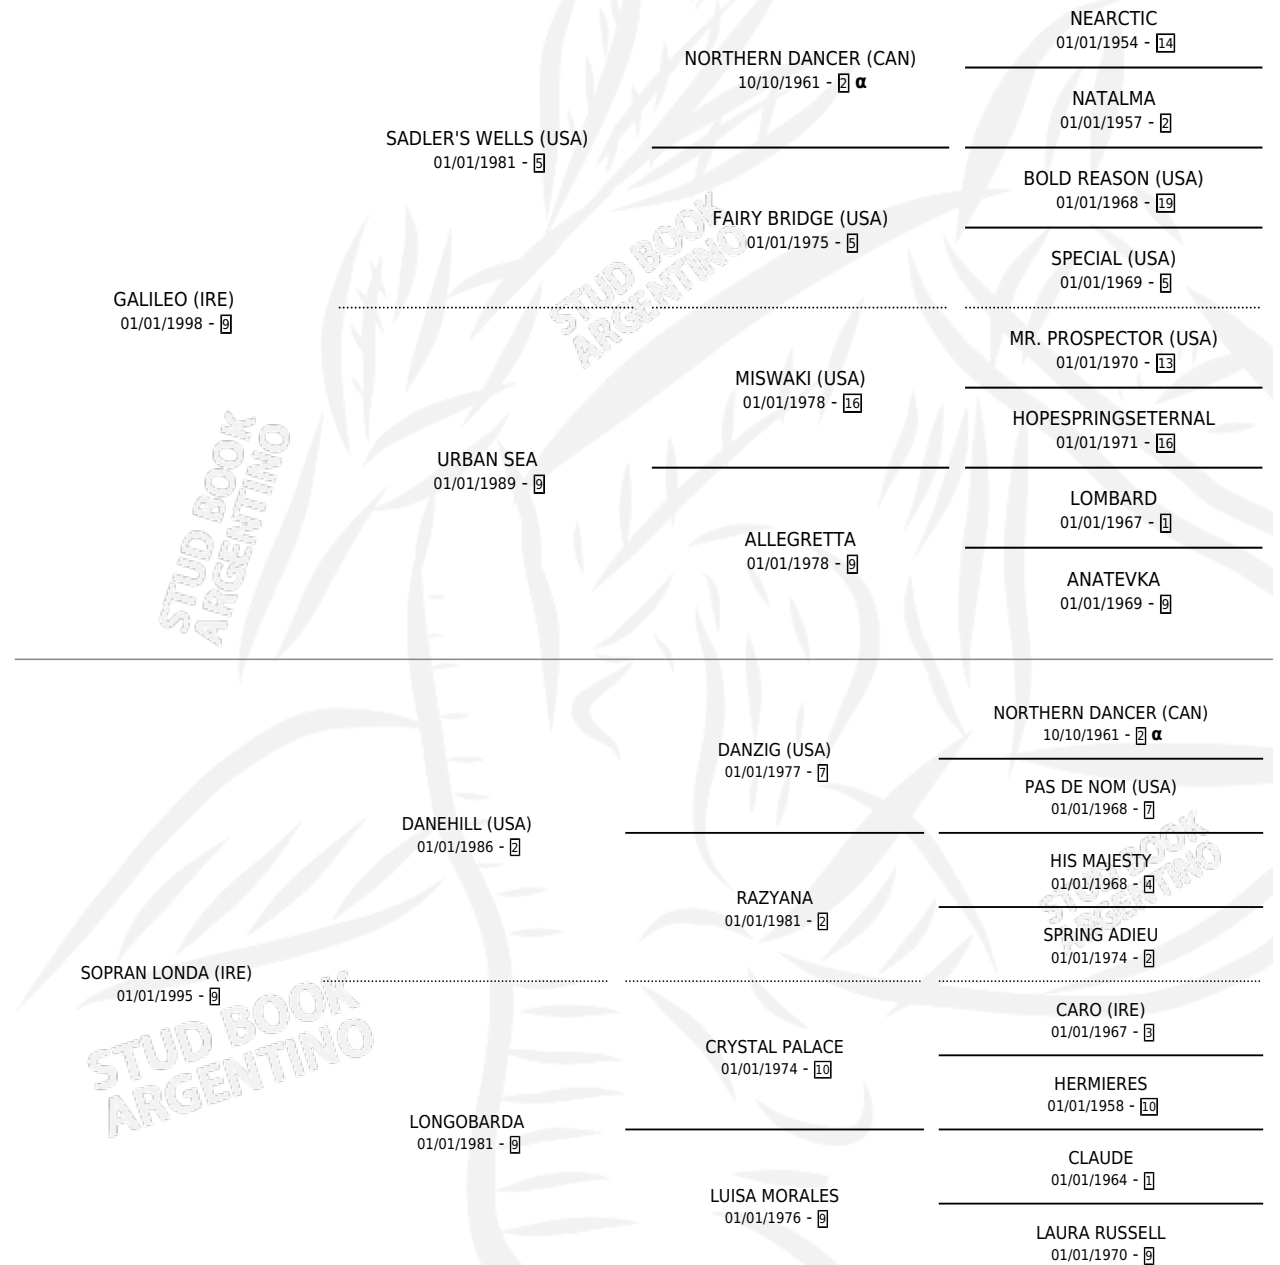 GALILEO (IRE)
01/01/1998 - 9
SADLER'S WELLS (USA)
01/01/1981 - 5
NORTHERN DANCER (CAN)
10/10/1961 - 2 α
NEARCTIC
01/01/1954 - 14
NATALMA
01/01/1957 - 2
FAIRY BRIDGE (USA)
01/01/1975 - 5
BOLD REASON (USA)
01/01/1968 - 19
SPECIAL (USA)
01/01/1969 - 5
URBAN SEA
01/01/1989 - 9
MISWAKI (USA)
01/01/1978 - 16
MR. PROSPECTOR (USA)
01/01/1970 - 13
HOPESPRINGSETERNAL
01/01/1971 - 16
ALLEGRETTA
01/01/1978 - 9
LOMBARD
01/01/1967 - 1
ANATEVKA
01/01/1969 - 9
SOPRAN LONDA (IRE)
01/01/1995 - 9
DANEHILL (USA)
01/01/1986 - 2
DANZIG (USA)
01/01/1977 - 7
NORTHERN DANCER (CAN)
10/10/1961 - 2 α
PAS DE NOM (USA)
01/01/1968 - 7
RAZYANA
01/01/1981 - 2
HIS MAJESTY
01/01/1968 - 4
SPRING ADIEU
01/01/1974 - 2
LONGOBARDA
01/01/1981 - 9
CRYSTAL PALACE
01/01/1974 - 10
CARO (IRE)
01/01/1967 - 3
HERMIERES
01/01/1958 - 10
LUISA MORALES
01/01/1976 - 9
CLAUDE
01/01/1964 - 1
LAURA RUSSELL
01/01/1970 - 9
STUD BOOK
ARGENTINO
STUD BOOK
ARGENTINO
STUD BOOK
ARGENTINO
STUD BOOK
ARGENTINO